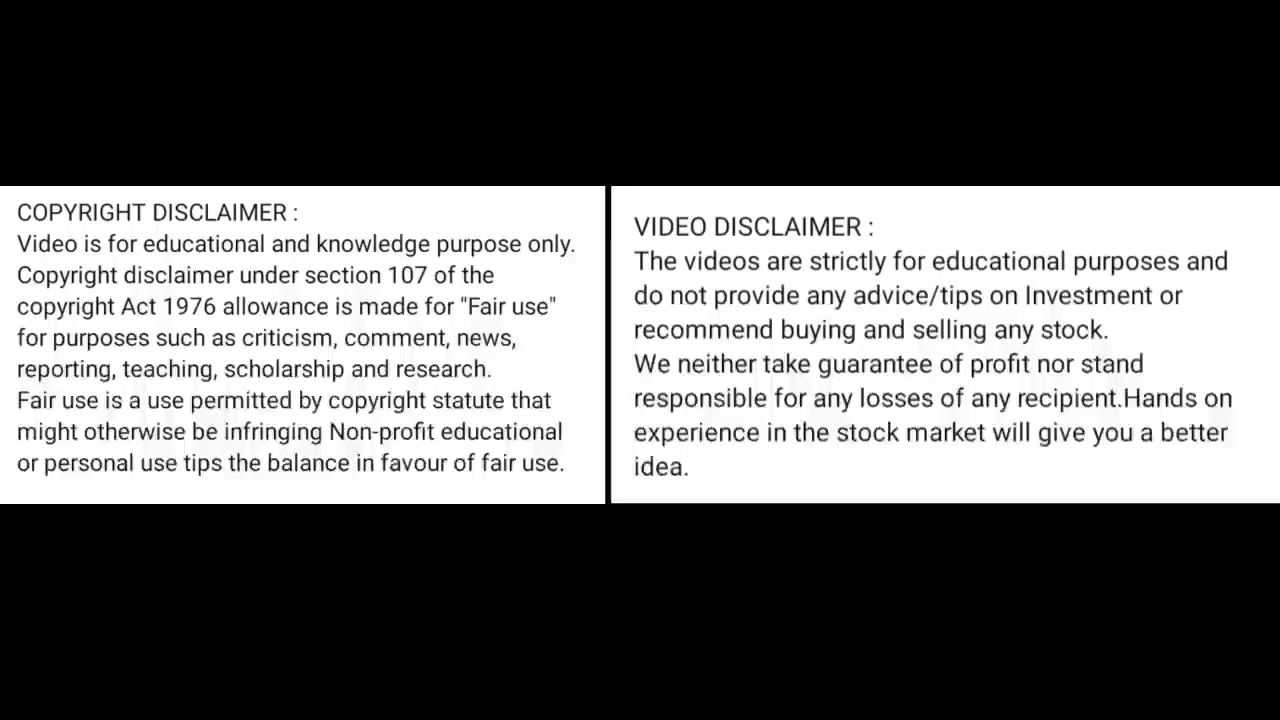 COPYRIGHT DISCLAIMER :
Video is for educational and knowledge purpose only.
Copyright disclaimer under section 107 of the
copyright Act 1976 allowance is made for "Fair use"
for purposes such as criticism, comment, news,
reporting, teaching, scholarship and research.
Fair use is a use permitted by copyright statute that
might otherwise be infringing Non-profit educational
or personal use tips the balance in favour of fair use.
VIDEO DISCLAIMER :
The videos are strictly for educational purposes and
do not provide any advice/tips on Investment or
recommend buying and selling any stock.
We neither take guarantee of profit nor stand
responsible for any losses of any recipient.Hands on
experience in the stock market will give you a better
idea.